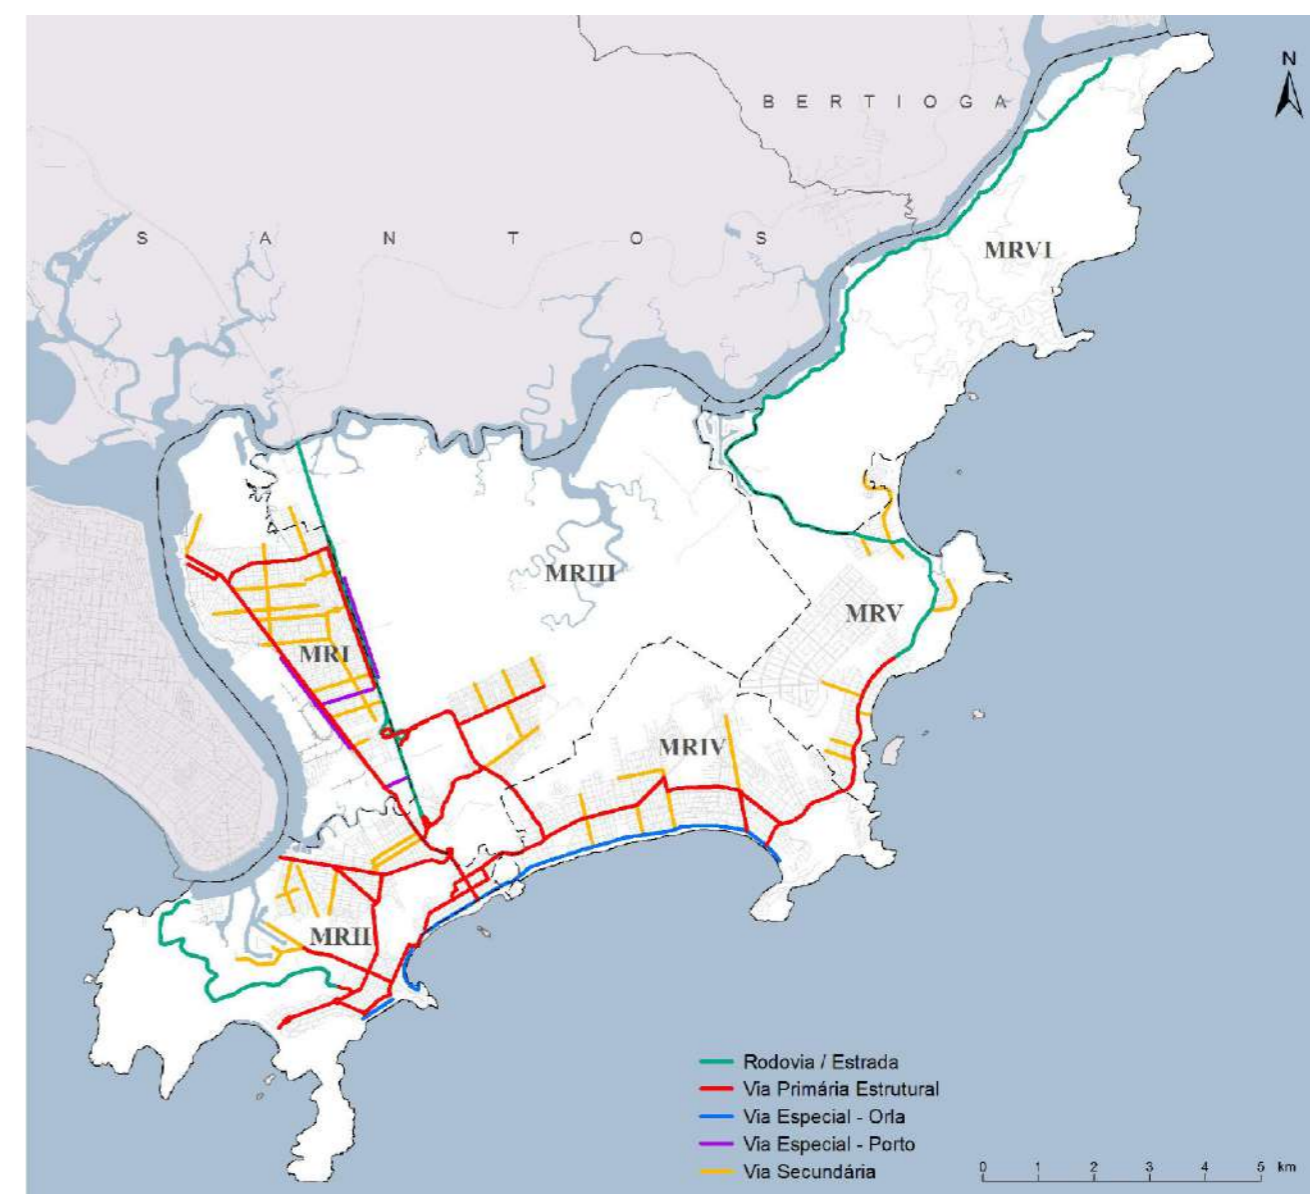 N
BERTIOGA
SANTOS
MRVI
MRIII
MRV
MRI
MRIV
MRII
Rodovia / Estrada
Via Primária Estrutural
Via Especial - Orla
Via Especial - Porto
Via Secundária
0 1 2 3 4 5 km